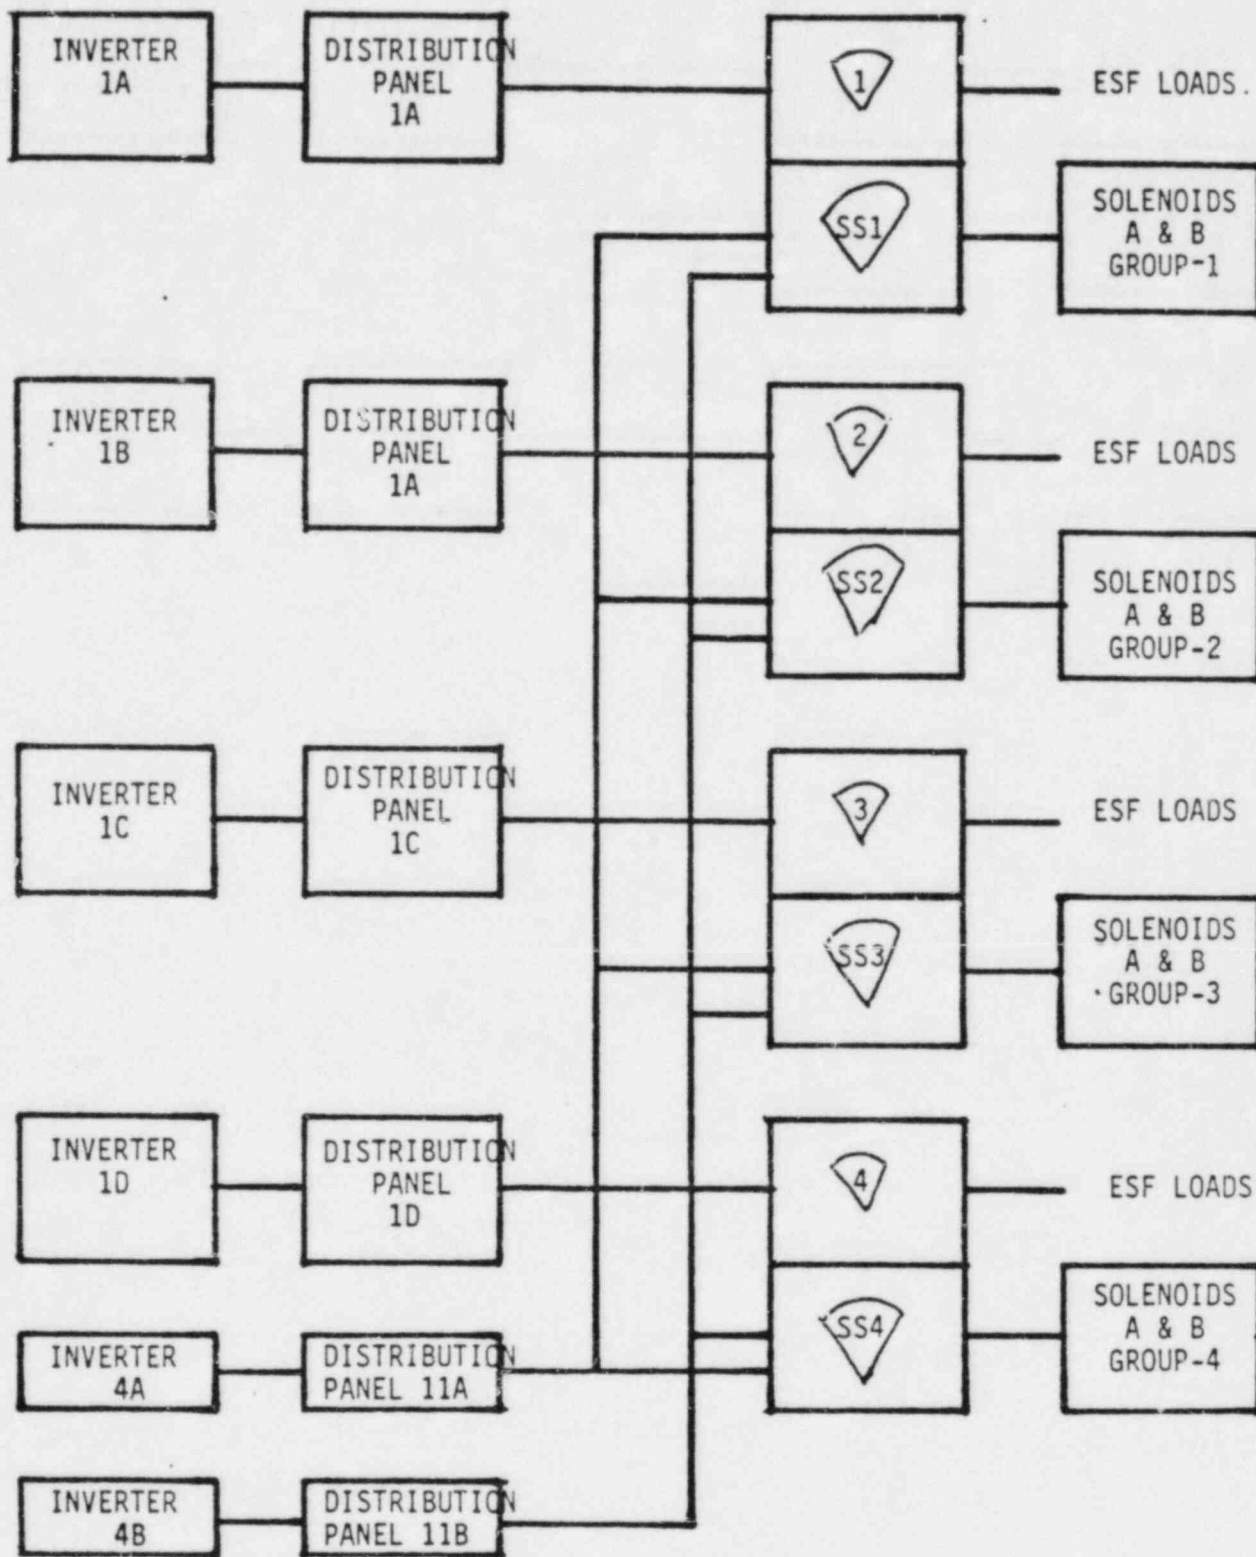 INVERTER
1A
DISTRIBUTION
PANEL
1A
1
ESF LOADS.
SS1
SOLENOIDS
A & B
GROUP-1
INVERTER
1B
DISTRIBUTION
PANEL
1A
2
ESF LOADS
SS2
SOLENOIDS
A & B
GROUP-2
INVERTER
1C
DISTRIBUTION
PANEL
1C
3
ESF LOADS
SS3
SOLENOIDS
A & B
GROUP-3
INVERTER
1D
DISTRIBUTION
PANEL
1D
4
ESF LOADS
SS4
SOLENOIDS
A & B
GROUP-4
INVERTER
4A
DISTRIBUTION
PANEL 11A
INVERTER
4B
DISTRIBUTION
PANEL 11B